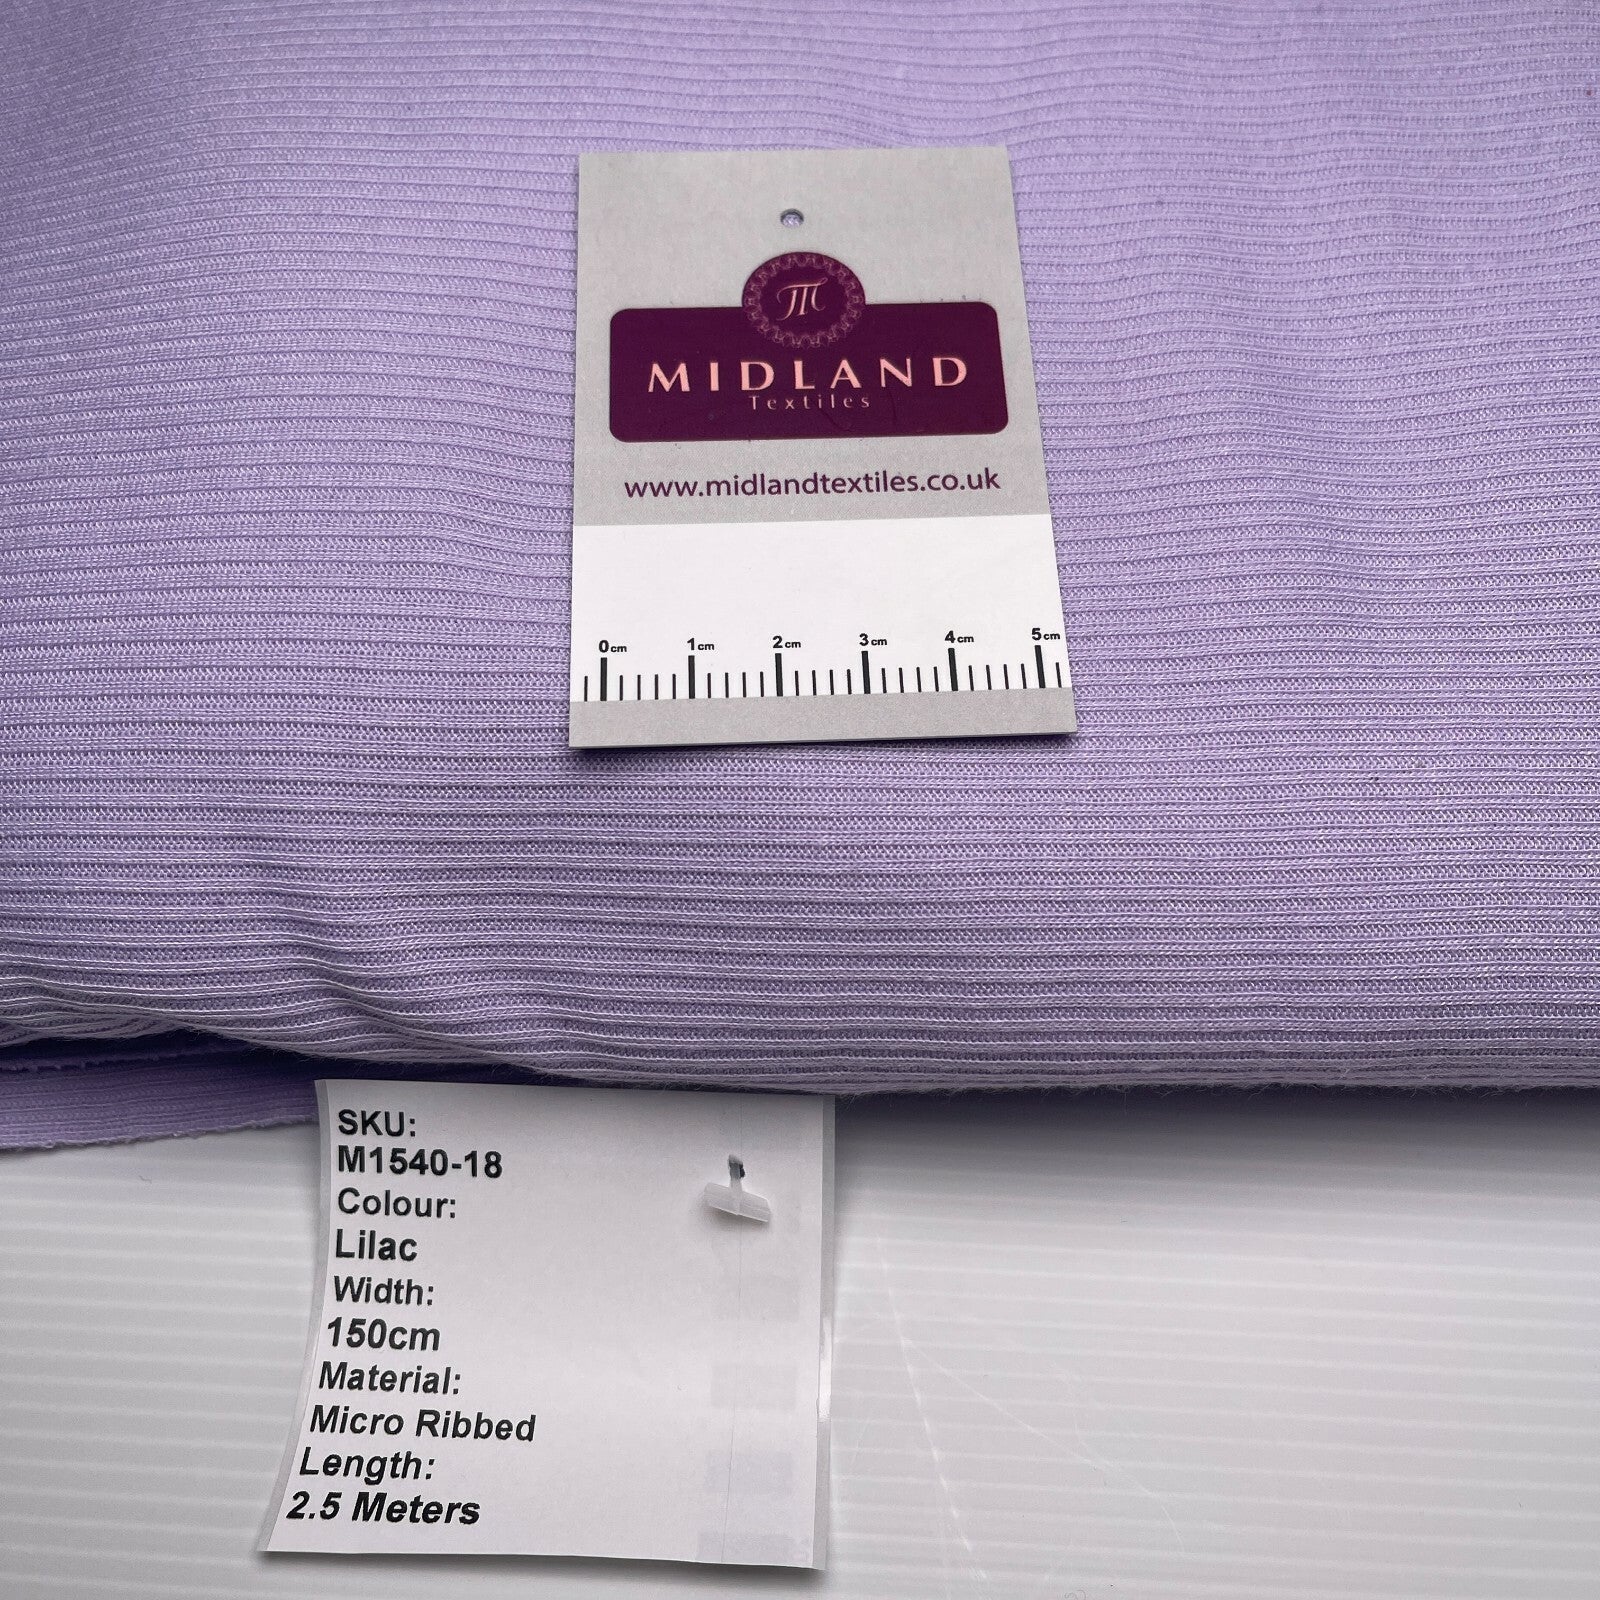 M
MIDLAND
Textiles
www.midlandtextiles.co.uk
0cm 1cm 2cm 3cm 4cm 5cm
SKU:
M1540-18
Colour:
Lilac
Width:
150cm
Material:
Micro Ribbed
Length:
2.5 Meters